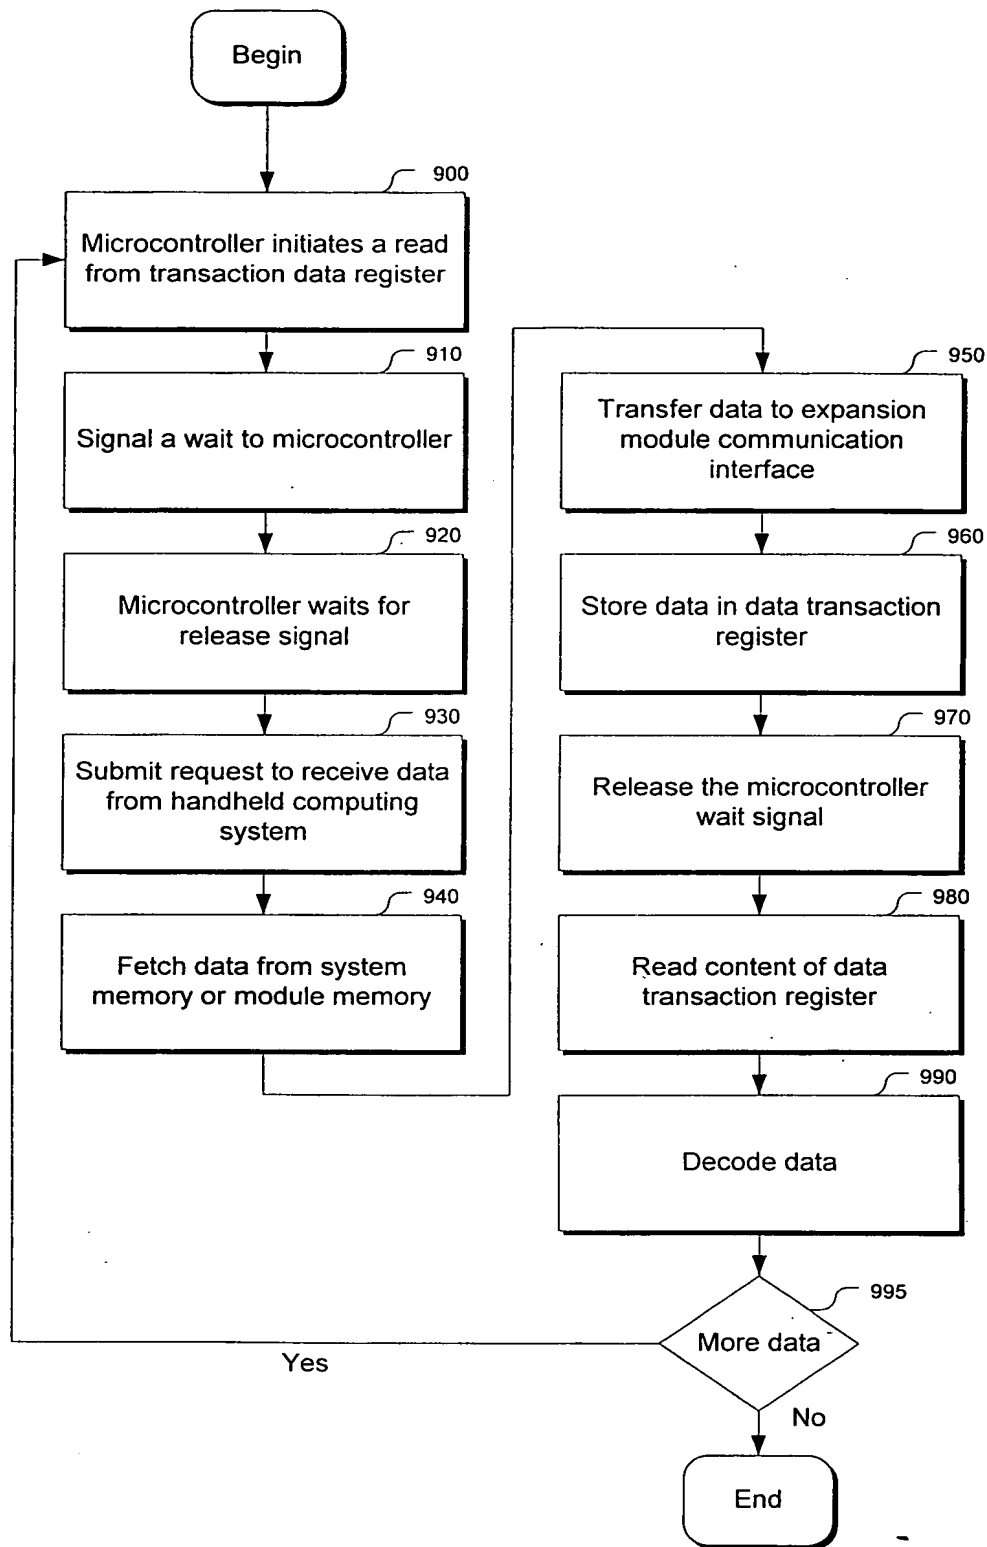 Begin
900
Microcontroller initiates a read
from transaction data register
910
Signal a wait to microcontroller
920
Microcontroller waits for
release signal
930
Submit request to receive data
from handheld computing
system
940
Fetch data from system
memory or module memory
950
Transfer data to expansion
module communication
interface
960
Store data in data transaction
register
970
Release the microcontroller
wait signal
980
Read content of data
transaction register
990
Decode data
995
More data
Yes
No
End